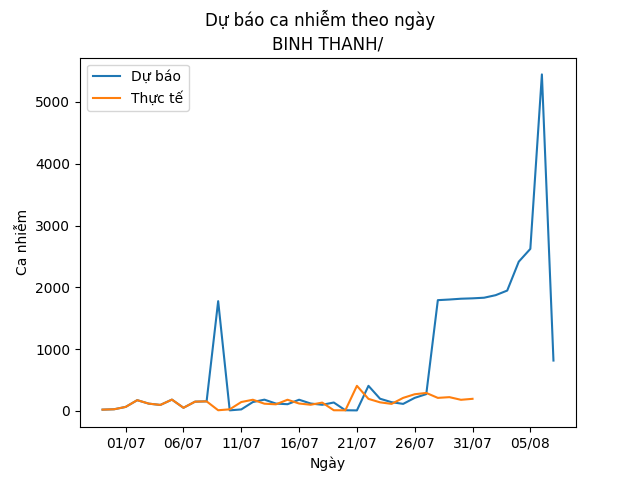 Dự báo ca nhiễm theo ngày
BINH THANH/
Dự báo
Thực tế
Ca nhiễm
5000
4000
3000
2000
1000
0
01/07 06/07 11/07 16/07 21/07 26/07 31/07 05/08
Ngày